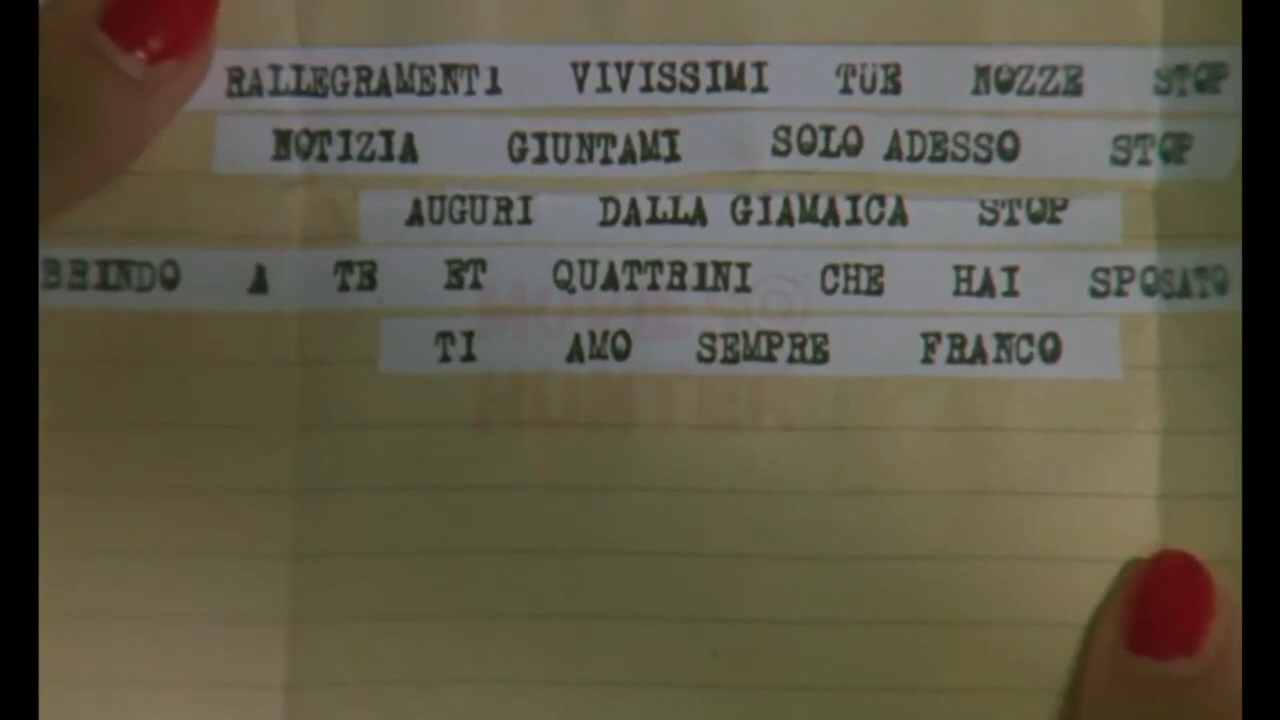 RALLEGRAMENTI VIVISSIMI TUE NOZZE STOP
NOTIZIA GIUNTAMI SOLO ADESSO STOP
AUGURI DALLA GIAMAICA STOP
BRINDO A TE ET QUATTRINI CHE HAI SPOSATO
TI AMO SEMPRE FRANCO